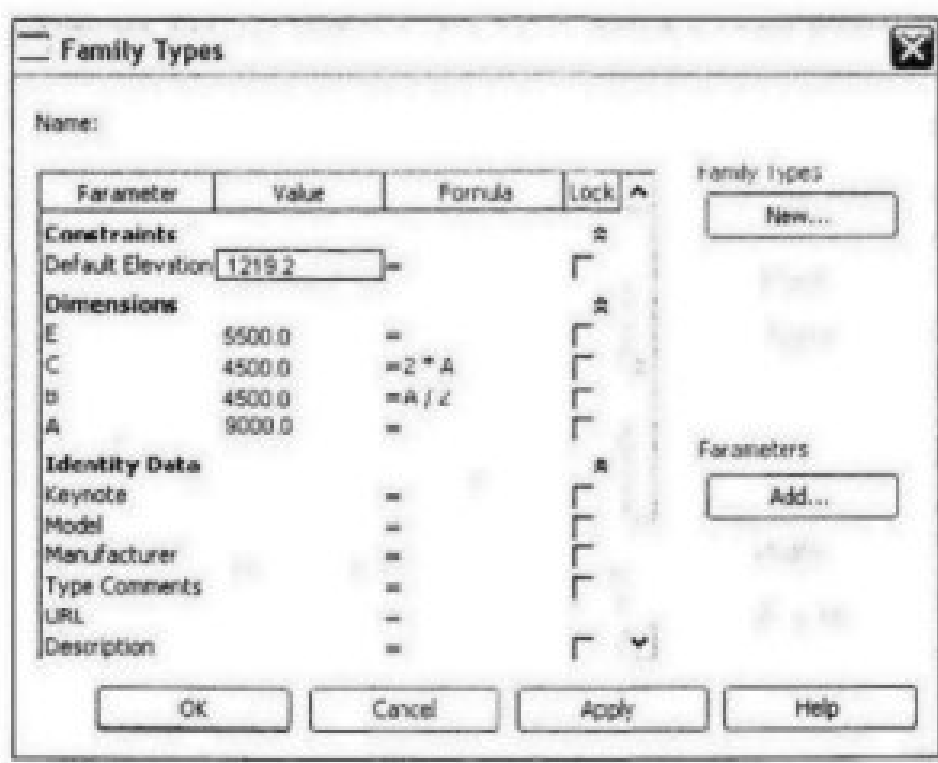 Family Types
Name:
Parameter Value Formula Lock
Constraints
Default Elevation 1219.2 =
Dimensions
E 5500.0 =
C 4500.0 =2 * A
b 4500.0 =A / 2
A 9000.0 =
Identity Data
Keynote =
Model =
Manufacturer =
Type Comments =
URL =
Description =
Family Types
New...
Parameters
Add...
OK Cancel Apply Help